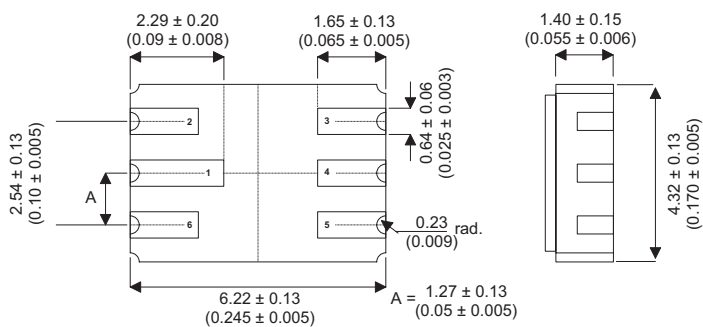 2.29 ± 0.20
(0.09 ± 0.008)
1.65 ± 0.13
(0.065 ± 0.005)
1.40 ± 0.15
(0.055 ± 0.006)
2
3
0.64 ± 0.06
(0.025 ± 0.003)
2.54 ± 0.13
(0.10 ± 0.005)
A
1
4
4.32 ± 0.13
(0.170 ± 0.005)
6
5
0.23
(0.009)
rad.
6.22 ± 0.13
(0.245 ± 0.005)
A = 1.27 ± 0.13
(0.05 ± 0.005)